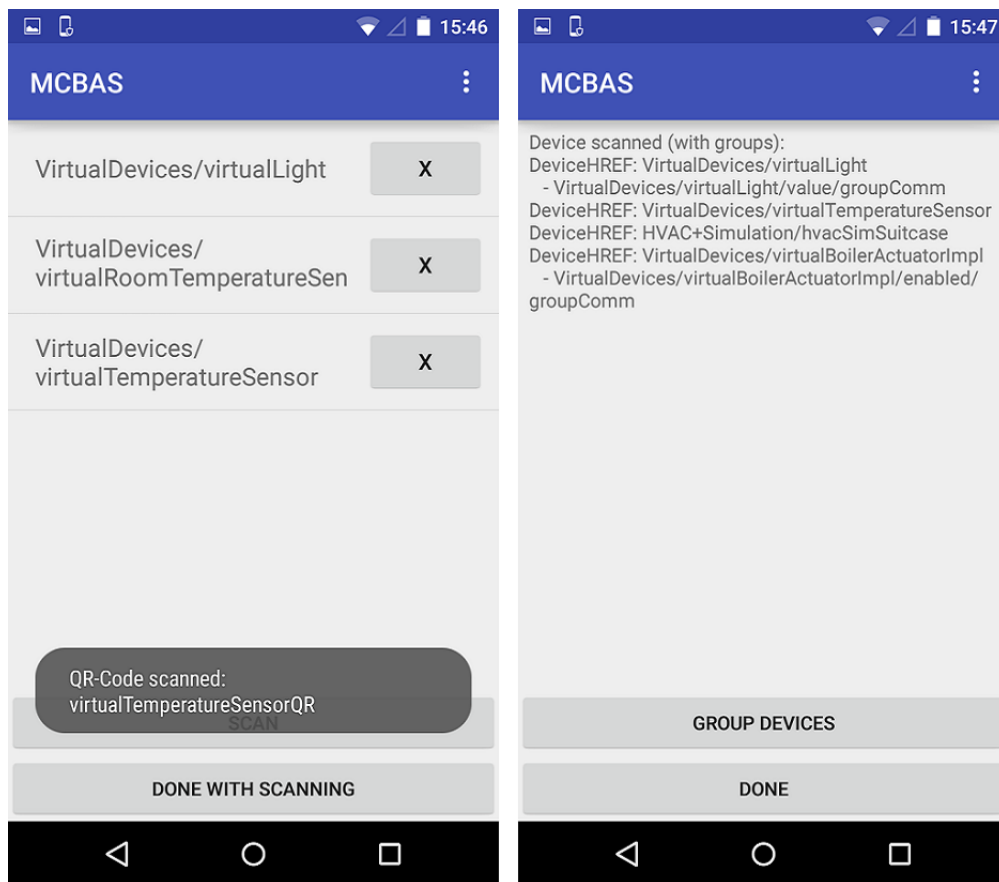 15:46
MCBAS
VirtualDevices/virtualLight
X
VirtualDevices/
virtualRoomTemperatureSen
X
VirtualDevices/
virtualTemperatureSensor
X
QR-Code scanned:
virtualTemperatureSensorQR
SCAN
DONE WITH SCANNING
15:47
MCBAS
Device scanned (with groups):
DeviceHREF: VirtualDevices/virtualLight
- VirtualDevices/virtualLight/value/groupComm
DeviceHREF: VirtualDevices/virtualTemperatureSensor
DeviceHREF: HVAC+Simulation/hvacSimSuitcase
DeviceHREF: VirtualDevices/virtualBoilerActuatorImpl
- VirtualDevices/virtualBoilerActuatorImpl/enabled/
groupComm
GROUP DEVICES
DONE